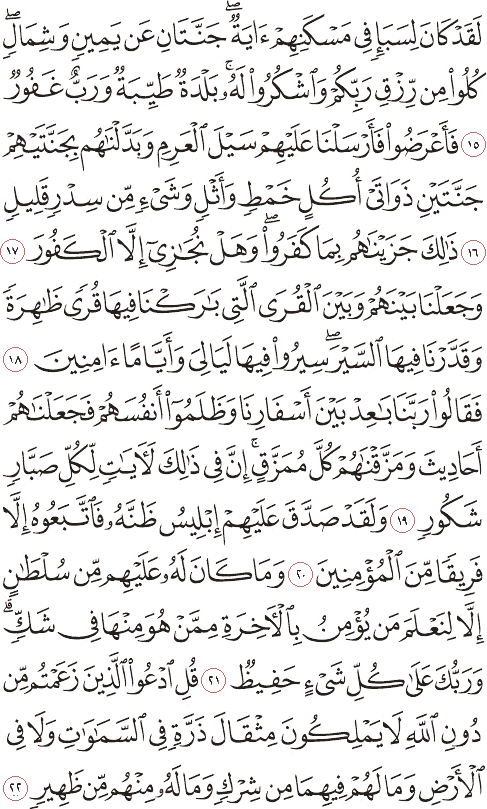 لَقَدْ كَانَ لِسَبَإٍ فِي مَسْكَنِهِمْ ءَايَةٌ ۖ جَنَّتَانِ عَن يَمِينٍ وَشِمَالٍ ۖ
كُلُوا۟ مِن رِّزْقِ رَبِّكُمْ وَٱشْكُرُوا۟ لَهُۥ ۚ بَلْدَةٌ طَيِّبَةٌ وَرَبٌّ غَفُورٌ
١٥ فَأَعْرَضُوا۟ فَأَرْسَلْنَا عَلَيْهِمْ سَيْلَ ٱلْعَرِمِ وَبَدَّلْنَٰهُم بِجَنَّتَيْهِمْ
جَنَّتَيْنِ ذَوَاتَىْ أُكُلٍ خَمْطٍ وَأَثْلٍ وَشَىْءٍ مِّن سِدْرٍ قَلِيلٍ
١٦ ذَٰلِكَ جَزَيْنَٰهُم بِمَا كَفَرُوا۟ ۖ وَهَلْ نُجَٰزِىٓ إِلَّا ٱلْكَفُورَ ١٧
وَجَعَلْنَا بَيْنَهُمْ وَبَيْنَ ٱلْقُرَى ٱلَّتِى بَٰرَكْنَا فِيهَا قُرًى ظَٰهِرَةً
وَقَدَّرْنَا فِيهَا ٱلسَّيْرَ ۖ سِيرُوا۟ فِيهَا لَيَالِىَ وَأَيَّامًا ءَامِنِينَ ١٨
فَقَالُوا۟ رَبَّنَا بَٰعِدْ بَيْنَ أَسْفَارِنَا وَظَلَمُوٓا۟ أَنفُسَهُمْ فَجَعَلْنَٰهُمْ
أَحَادِيثَ وَمَزَّقْنَٰهُمْ كُلَّ مُمَزَّقٍ ۚ إِنَّ فِى ذَٰلِكَ لَءَايَٰتٍ لِّكُلِّ صَبَّارٍ
شَكُورٍ ١٩ وَلَقَدْ صَدَّقَ عَلَيْهِمْ إِبْلِيسُ ظَنَّهُۥ فَٱتَّبَعُوهُ إِلَّا
فَرِيقًا مِّنَ ٱلْمُؤْمِنِينَ ٢٠ وَمَا كَانَ لَهُۥ عَلَيْهِم مِّن سُلْطَٰنٍ
إِلَّا لِنَعْلَمَ مَن يُؤْمِنُ بِٱلْءَاخِرَةِ مِمَّنْ هُوَ مِنْهَا فِى شَكٍّ ۗ
وَرَبُّكَ عَلَىٰ كُلِّ شَىْءٍ حَفِيظٌ ٢١ قُلِ ٱدْعُوا۟ ٱلَّذِينَ زَعَمْتُم مِّن
دُونِ ٱللَّهِ لَا يَمْلِكُونَ مِثْقَالَ ذَرَّةٍ فِى ٱلسَّمَٰوَٰتِ وَلَا فِى
ٱلْأَرْضِ وَمَا لَهُمْ فِيهِمَا مِن شِرْكٍ وَمَا لَهُۥ مِنْهُم مِّن ظَهِيرٍ ٢٢